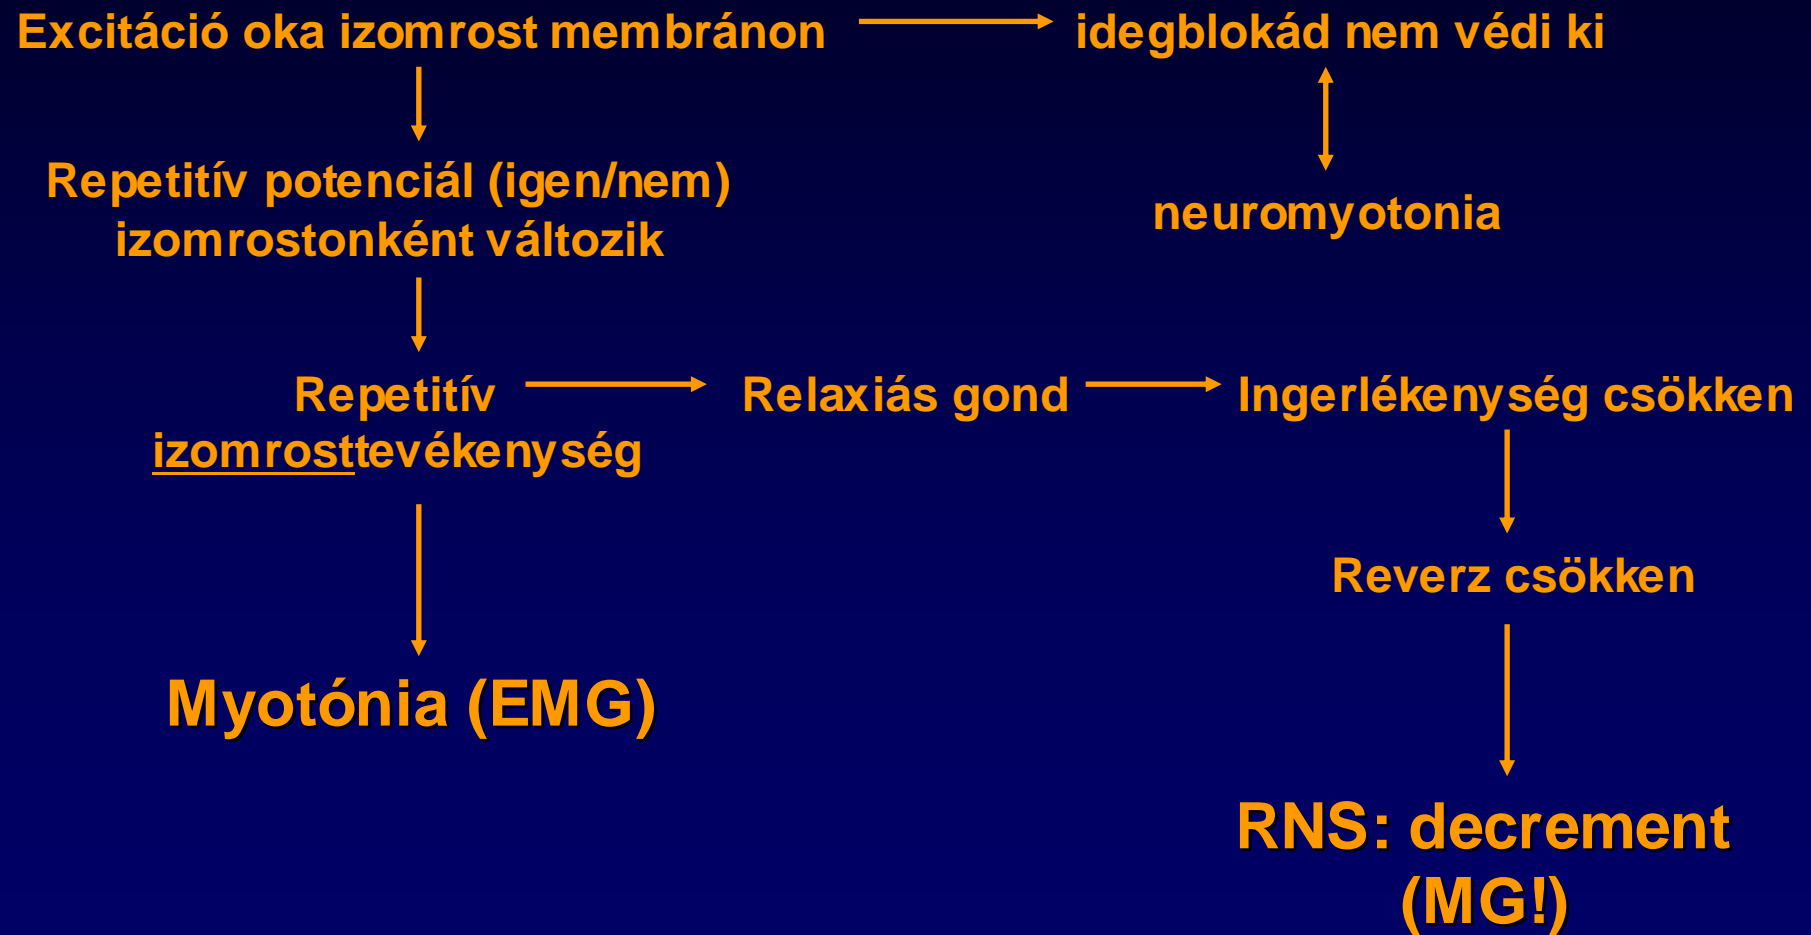 Excitáció oka izomrost membránon
idegblokád nem védi ki
Repetitív potenciál (igen/nem)
izomrostonként változik
neuromyotonia
Repetitív
izomrosttevékenység
Relaxiás gond
Ingerlékenység csökken
Reverz csökken
Myotónia (EMG)
RNS: decrement
(MG!)